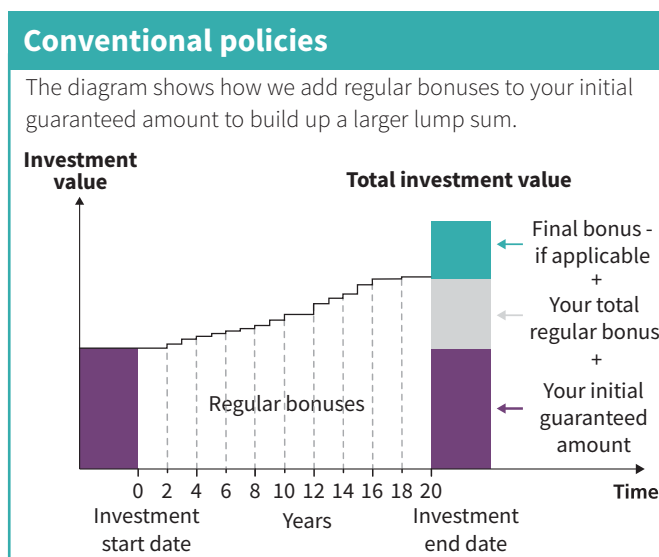 Conventional policies
The diagram shows how we add regular bonuses to your initial
guaranteed amount to build up a larger lump sum.
Investment
value
Total investment value
Final bonus -
if applicable
+
Your total
regular bonus
+
Your initial
guaranteed
amount
Regular bonuses
0 2 4 6 8 10 12 14 16 18 20
Time
Investment
start date
Years
Investment
end date